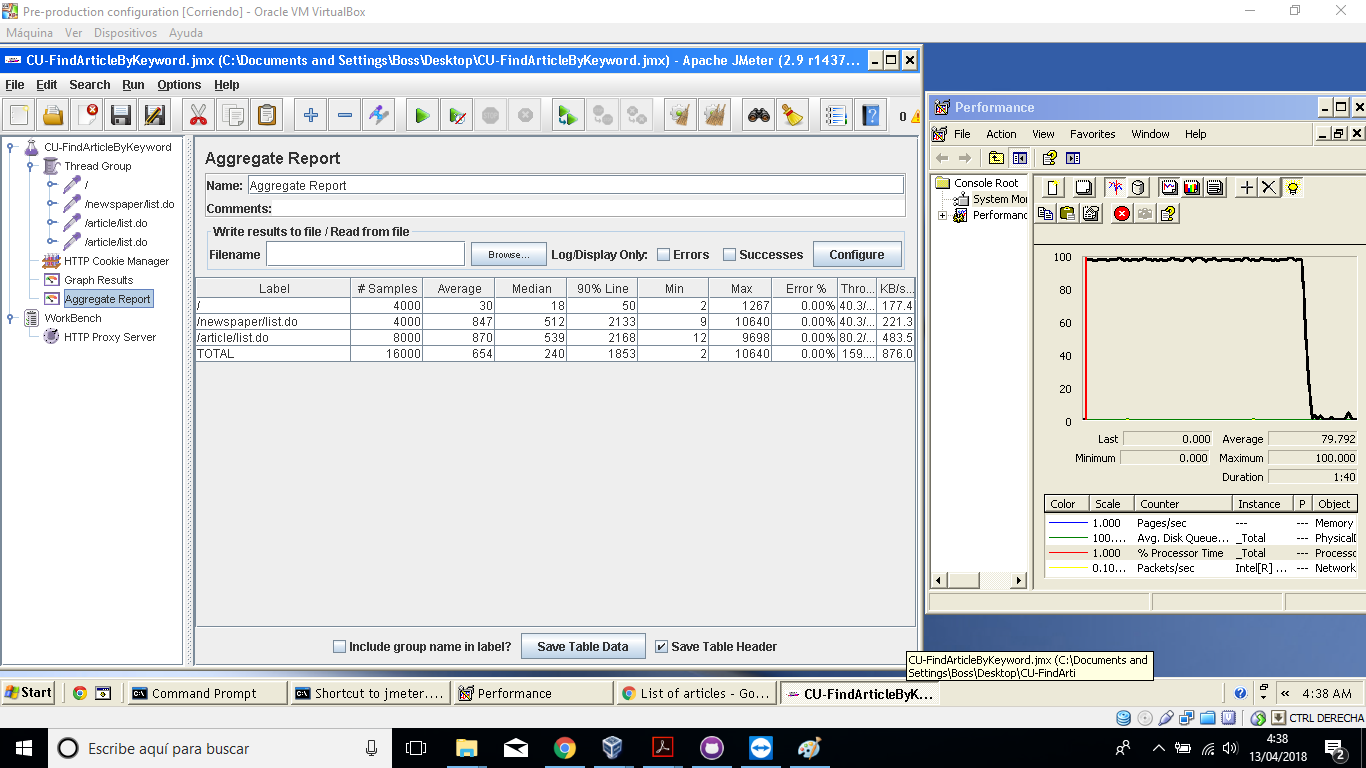 Pre-production configuration [Corriendo] - Oracle VM VirtualBox
Máquina Ver Dispositivos Ayuda
CU-FindArticleByKeyword.jmx (C:\Documents and Settings\Boss\Desktop\CU-FindArticleByKeyword.jmx) - Apache JMeter (2.9 r1437...
File Edit Search Run Options Help
0
CU-FindArticleByKeyword
Thread Group
/
/newspaper/list.do
/article/list.do
/article/list.do
HTTP Cookie Manager
Graph Results
Aggregate Report
WorkBench
HTTP Proxy Server
Aggregate Report
Name: Aggregate Report
Comments:
Write results to file / Read from file
Filename Browse... Log/Display Only: Errors Successes Configure
Label # Samples Average Median 90% Line Min Max Error % Thro... KB/s...
/ 4000 30 18 50 2 1267 0.00% 40.3/... 177.4
/newspaper/list.do 4000 847 512 2133 9 10640 0.00% 40.3/... 221.3
/article/list.do 8000 870 539 2168 12 9698 0.00% 80.2/... 483.5
TOTAL 16000 654 240 1853 2 10640 0.00% 159.... 876.0
Include group name in label? Save Table Data Save Table Header
Performance
File Action View Favorites Window Help
Console Root
System Mo
Performanc
100
80
60
40
20
0
Last 0.000 Average 79.792
Minimum 0.000 Maximum 100.000
Duration 1:40
Color Scale Counter Instance P Object
1.000 Pages/sec --- --- Memory
100.... Avg. Disk Queue... _Total --- Physical
1.000 % Processor Time _Total --- Process
0.10... Packets/sec Intel[R] ... --- Network
CU-FindArticleByKeyword.jmx (C:\Documents and
Settings\Boss\Desktop\CU-FindArti
Start Command Prompt Shortcut to jmeter.... Performance List of articles - Go... CU-FindArticleByK... « 4:38 AM
CTRL DERECHA
Escribe aquí para buscar
4:38
13/04/2018
2